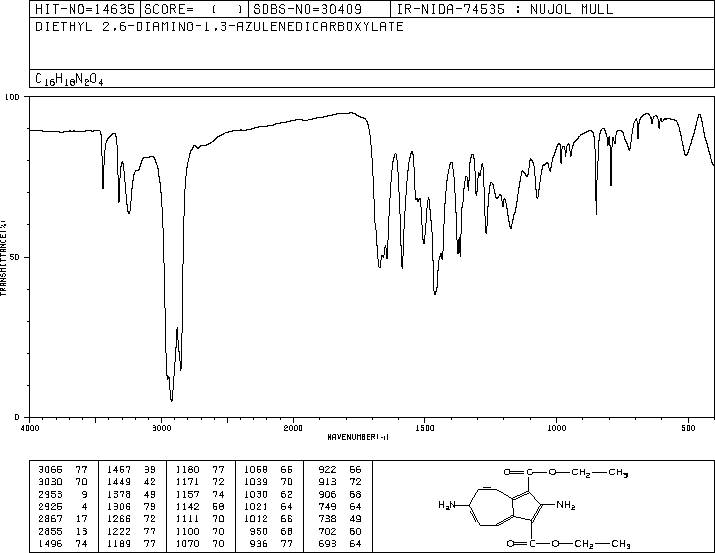 HIT-NO=14635 SCORE= ( ) SDBS-NO=30409 IR-NIDA-74535 : NUJOL MULL
DIETHYL 2,6-DIAMINO-1,3-AZULENEDICARBOXYLATE
C16H18N2O4
100
50
0
TRANSMITTANCE(%)
4000 3000 2000 1500 1000 500
WAVENUMBER(-1)
3066 77 1467 39 1180 77 1068 66 922 66
3030 70 1449 42 1171 72 1039 70 913 72
2953 9 1378 49 1157 74 1030 62 906 68
2925 4 1306 79 1142 68 1021 64 749 64
2867 17 1266 72 1111 70 1012 66 738 49
2855 13 1222 77 1100 70 950 68 702 60
1496 74 1189 77 1070 70 936 77 693 64
O=C—O—CH2—CH3
H2N
NH2
O=C—O—CH2—CH3